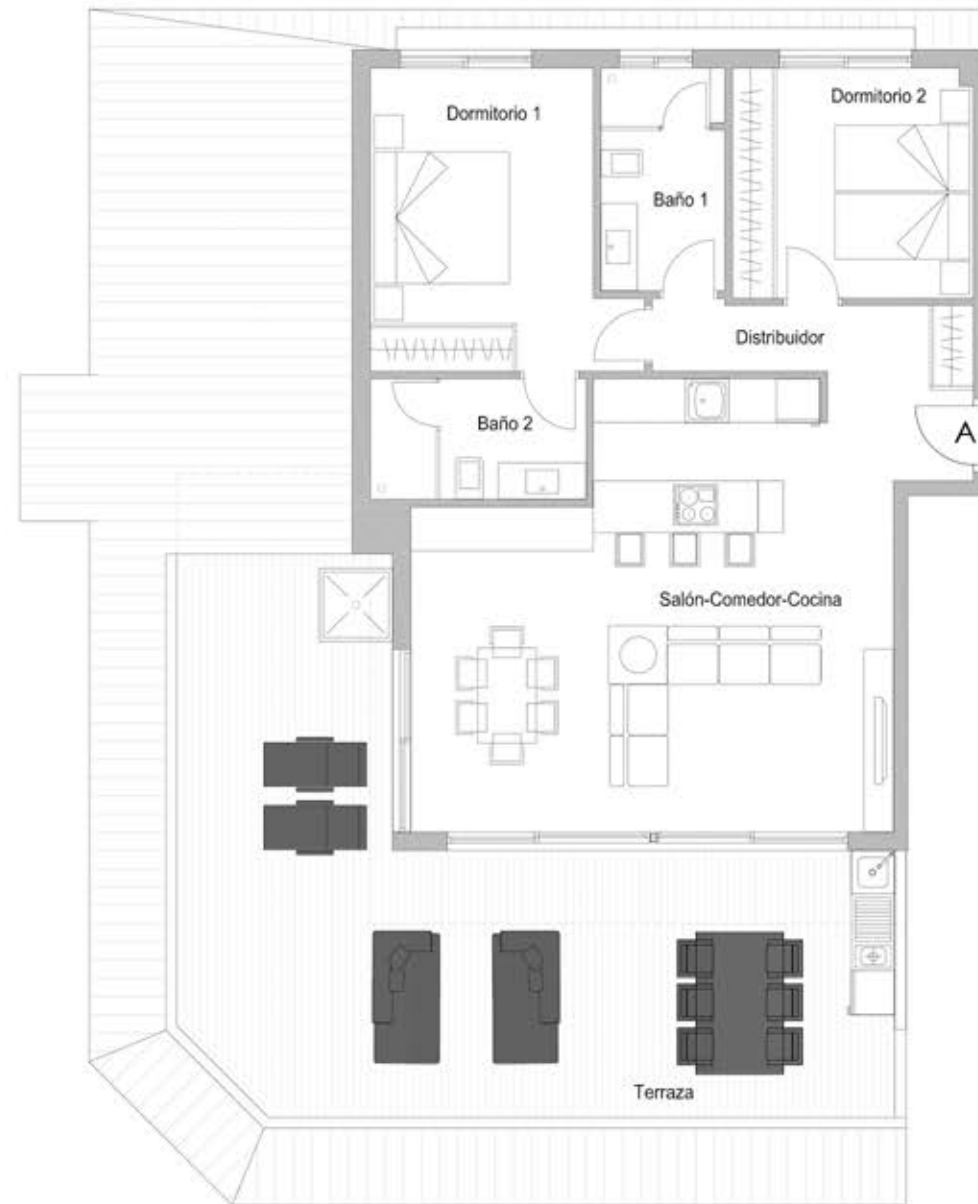 Dormitorio 1
Dormitorio 2
Baño 1
Distribuidor
Baño 2
A
Salón-Comedor-Cocina
Terraza